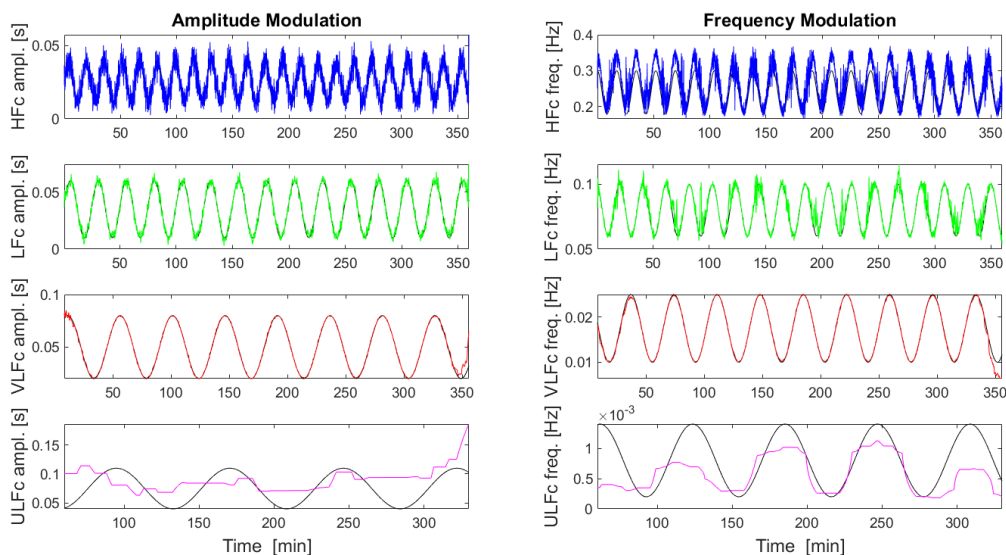 Amplitude Modulation
HFc ampl. [s]
0.05
0
50 100 150 200 250 300 350
LFc ampl. [s]
0.05
0
50 100 150 200 250 300 350
VLFc ampl. [s]
0.1
0.05
50 100 150 200 250 300 350
ULFc ampl. [s]
0.15
0.1
0.05
100 150 200 250 300
Time [min]
Frequency Modulation
HFc freq. [Hz]
0.4
0.3
0.2
50 100 150 200 250 300 350
LFc freq. [Hz]
0.1
0.05
50 100 150 200 250 300 350
VLFc freq. [Hz]
0.02
0.01
50 100 150 200 250 300 350
ULFc freq. [Hz]
×10⁻³
1
0.5
0
100 150 200 250 300
Time [min]